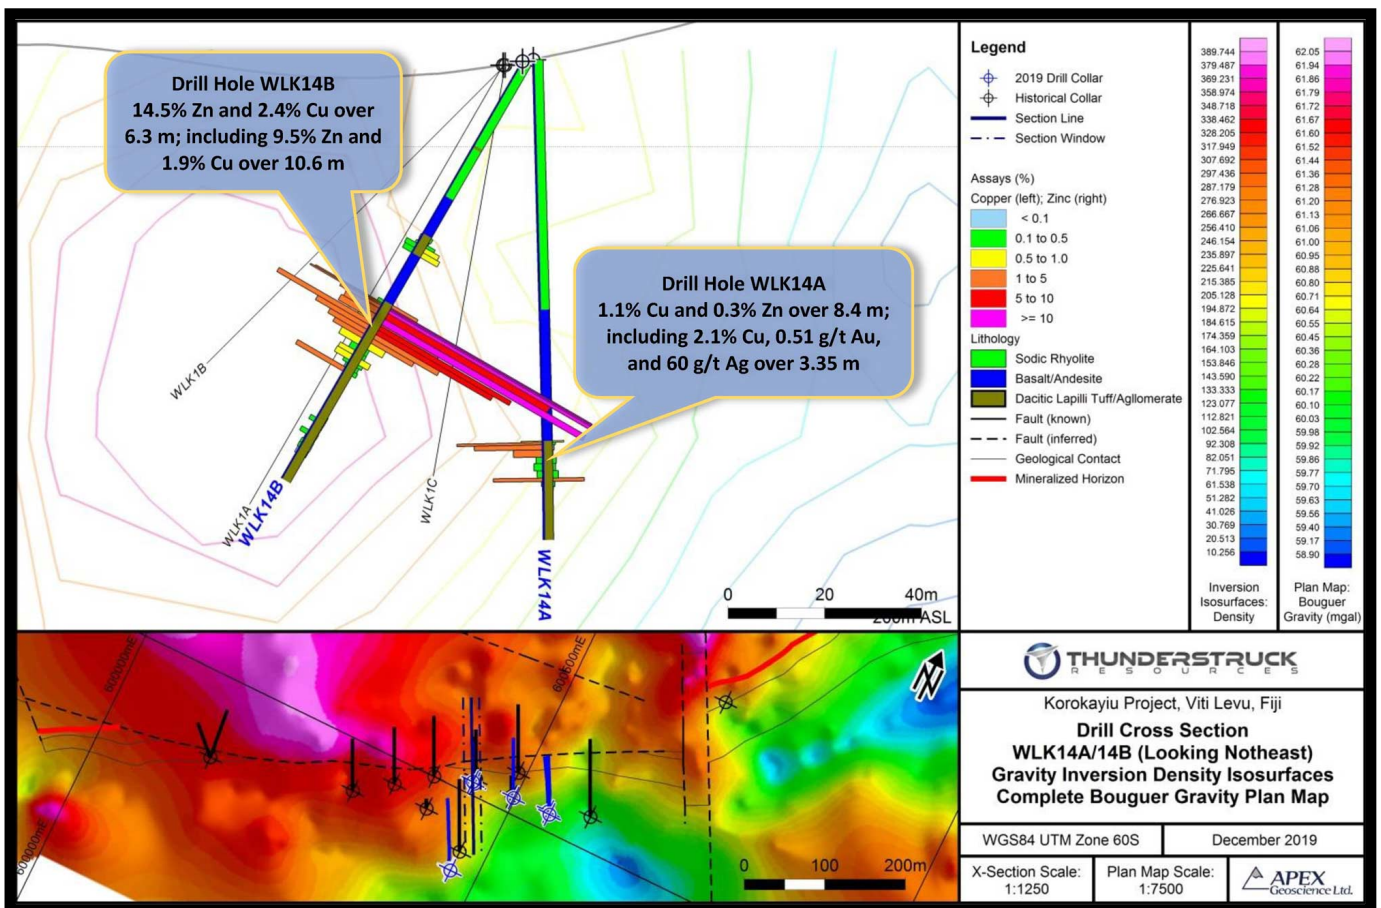 Drill Hole WLK14B
14.5% Zn and 2.4% Cu over
6.3 m; including 9.5% Zn and
1.9% Cu over 10.6 m
Drill Hole WLK14A
1.1% Cu and 0.3% Zn over 8.4 m;
including 2.1% Cu, 0.51 g/t Au,
and 60 g/t Ag over 3.35 m
WLK1B
WLK1A
WLK14B
WLK1C
WLK14A
0 20 40m
200m ASL
Legend
2019 Drill Collar
Historical Collar
Section Line
Section Window
Assays (%)
Copper (left); Zinc (right)
< 0.1
0.1 to 0.5
0.5 to 1.0
1 to 5
5 to 10
>= 10
Lithology
Sodic Rhyolite
Basalt/Andesite
Dacitic Lapilli Tuff/Agllomerate
Fault (known)
Fault (inferred)
Geological Contact
Mineralized Horizon
389.744
379.487
369.231
358.974
348.718
338.462
328.205
317.949
307.692
297.436
287.179
276.923
266.667
256.410
246.154
235.897
225.641
215.385
205.128
194.872
184.615
174.359
164.103
153.846
143.590
133.333
123.077
112.821
102.564
92.308
82.051
71.795
61.538
51.282
41.026
30.769
20.513
10.256
Inversion
Isosurfaces:
Density
62.05
61.94
61.86
61.79
61.72
61.67
61.60
61.52
61.44
61.36
61.28
61.20
61.13
61.06
61.00
60.95
60.88
60.80
60.71
60.64
60.55
60.45
60.36
60.28
60.22
60.17
60.10
60.03
59.98
59.92
59.86
59.77
59.70
59.63
59.56
59.40
59.17
58.90
Plan Map:
Bouguer
Gravity (mgal)
600000mE
600500mE
600000mE
0 100 200m
THUNDERSTRUCK
RESOURCES
Korokayiu Project, Viti Levu, Fiji
Drill Cross Section
WLK14A/14B (Looking Notheast)
Gravity Inversion Density Isosurfaces
Complete Bouguer Gravity Plan Map
WGS84 UTM Zone 60S
December 2019
X-Section Scale:
1:1250
Plan Map Scale:
1:7500
APEX
Geoscience Ltd.